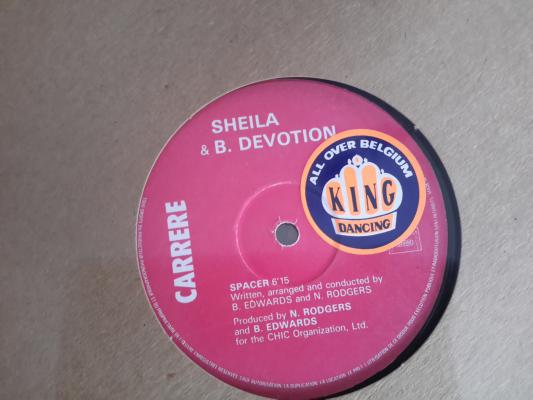 SHEILA
& B. DEVOTION
ALL OVER BELGIUM
KING
DANCING
CARRERE
SPACER 6'15
Written, arranged and conducted by
B. EDWARDS and N. RODGERS
Produced by N. RODGERS
and B. EDWARDS
for the CHIC Organization, Ltd.